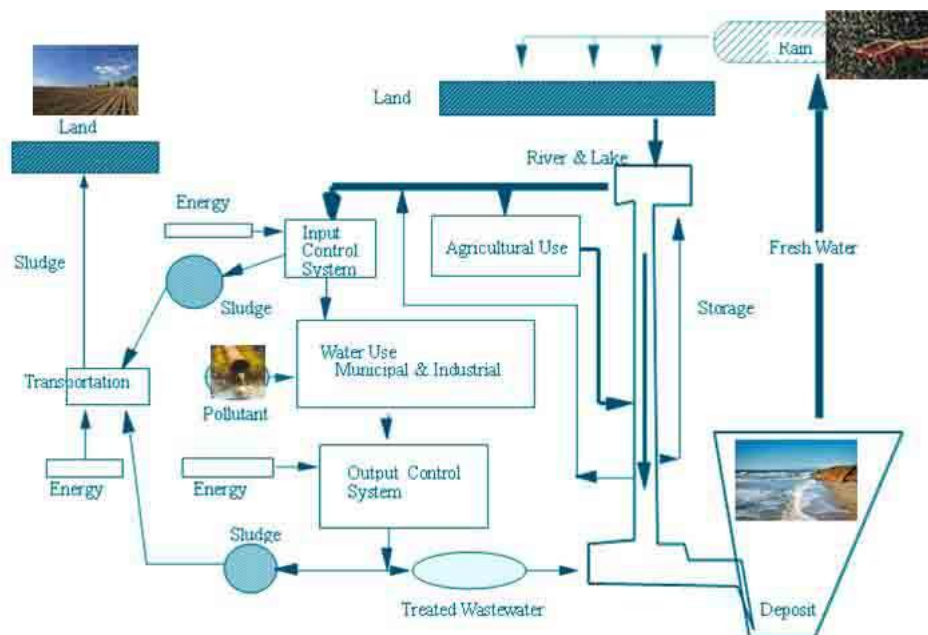 Rain
Land
Land
River & Lake
Energy
Input
Control
System
Agricultural Use
Fresh Water
Sludge
Sludge
Storage
Water Use
Municipal & Industrial
Transportation
Pollutant
Energy
Energy
Output Control
System
Sludge
Treated Wastewater
Deposit